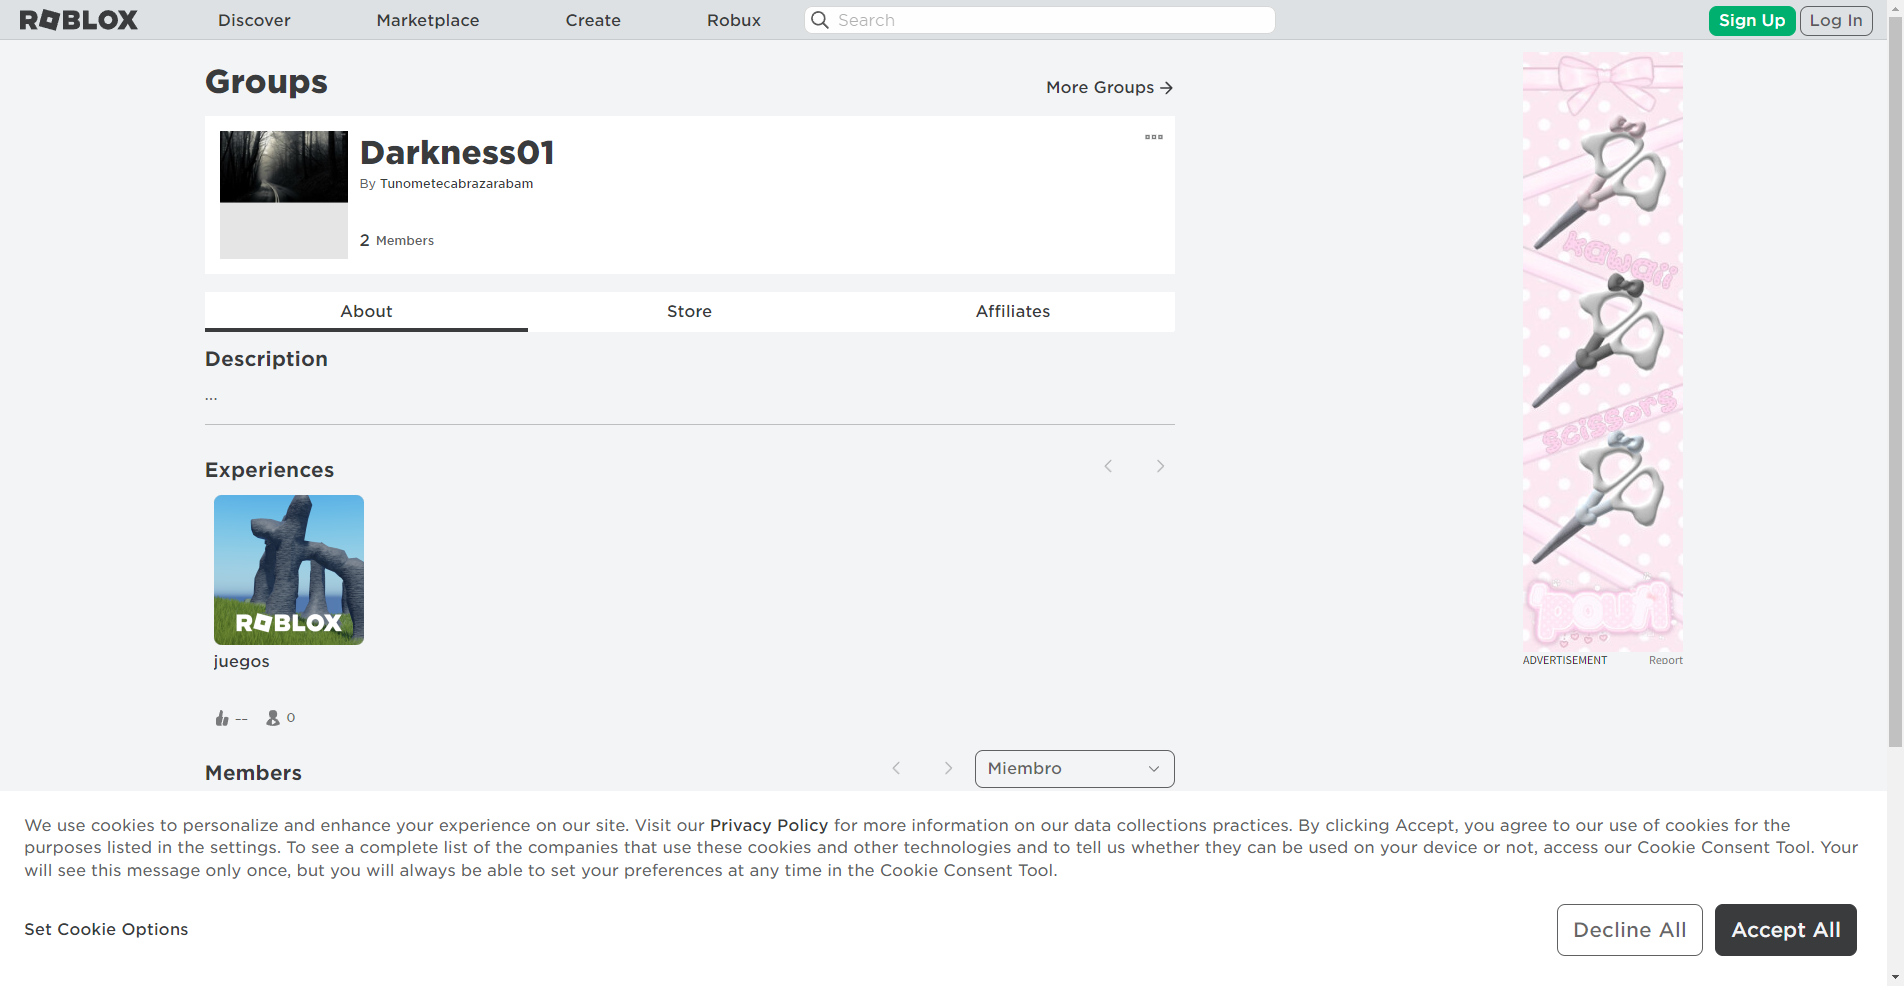 ROBLOX Discover Marketplace Create Robux Search Sign Up Log In
Groups
More Groups →
Darkness01
By Tunometecabrazarabam
2 Members
About Store Affiliates
Description
...
Experiences
ROBLOX
juegos
-- 0
Members
Miembro
kawaii
scissors
'poufi
ADVERTISEMENT Report
We use cookies to personalize and enhance your experience on our site. Visit our Privacy Policy for more information on our data collections practices. By clicking Accept, you agree to our use of cookies for the
purposes listed in the settings. To see a complete list of the companies that use these cookies and other technologies and to tell us whether they can be used on your device or not, access our Cookie Consent Tool. Your
will see this message only once, but you will always be able to set your preferences at any time in the Cookie Consent Tool.
Set Cookie Options
Decline All
Accept All